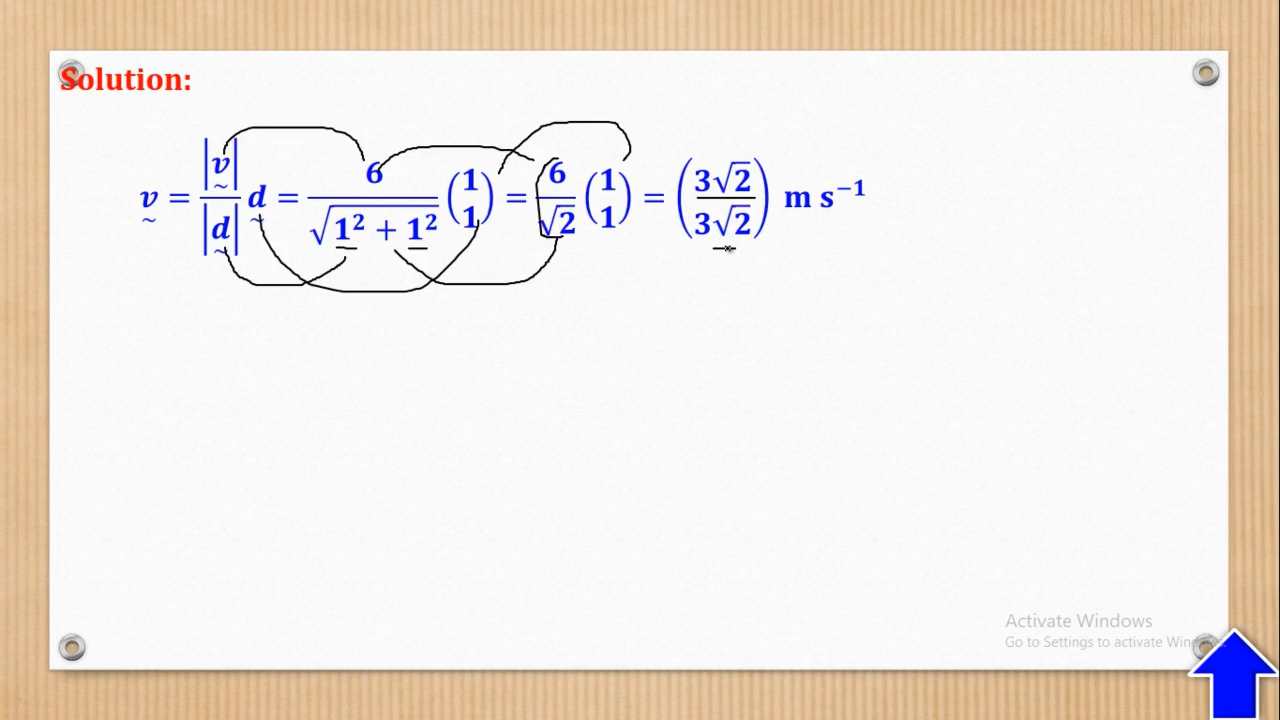 Solution:
v = |v|/|d| d = 6/√(1² + 1²) (1 1) = 6/√2 (1 1) = (3√2 3√2) m s⁻¹
Activate Windows
Go to Settings to activate Windows.